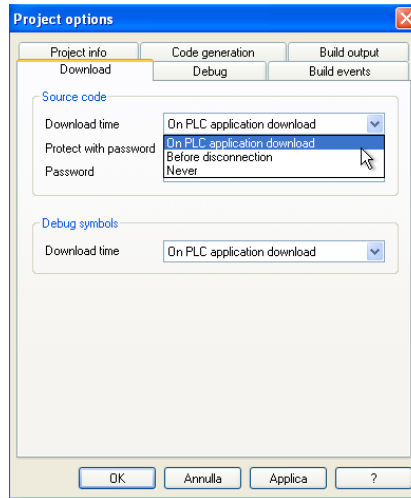 Project options
Project info Code generation Build output
Download Debug Build events
Source code
Download time On PLC application download
Protect with password On PLC application download
Before disconnection
Password Never
Debug symbols
Download time On PLC application download
OK Annulla Applica ?